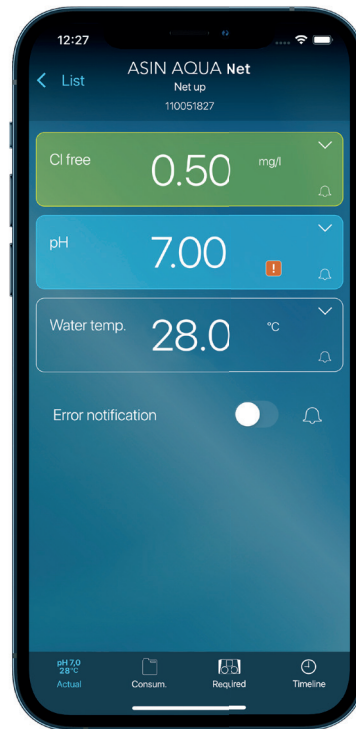 12:27
List
ASIN AQUA Net
Net up
110051827
Cl free 0.50 mg/l
pH 7.00 !
Water temp. 28.0 °C
Error notification
pH 7,0
28°C
Actual Consum. Required Timeline